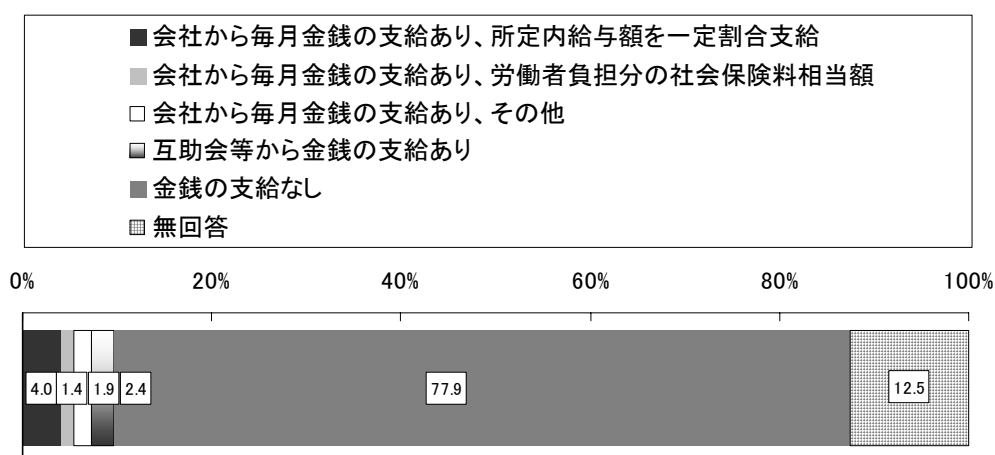 ■会社から毎月金銭の支給あり、所定内給与額を一定割合支給
■会社から毎月金銭の支給あり、労働者負担分の社会保険料相当額
□会社から毎月金銭の支給あり、その他
■互助会等から金銭の支給あり
■金銭の支給なし
無回答
0% 20% 40% 60% 80% 100%
4.0 1.4 1.9 2.4 77.9 12.5